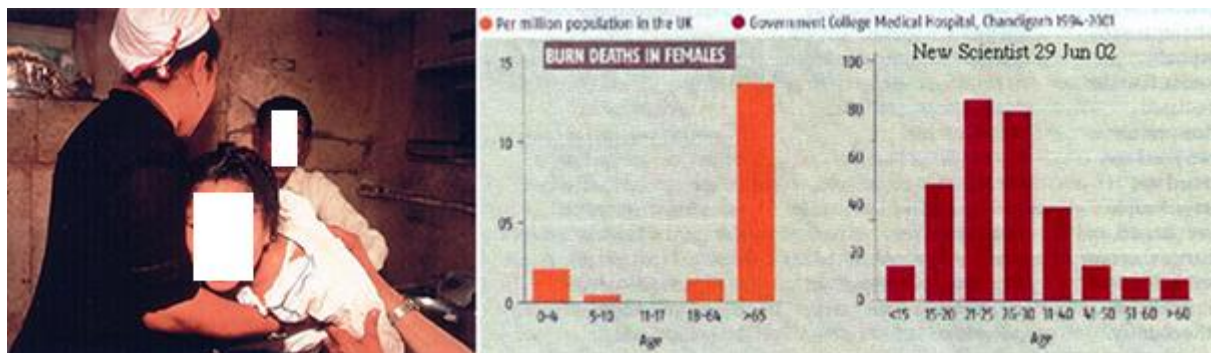 Per million population in the UK
Government College Medical Hospital, Chandigarh 1994-2001
BURN DEATHS IN FEMALES
New Scientist 29 Jun 02
15
10
05
0
0-4 5-10 11-17 18-64 >65
Age
100
80
60
40
20
0
<15 15-20 21-25 26-30 31-40 41-50 51-60 >60
Age